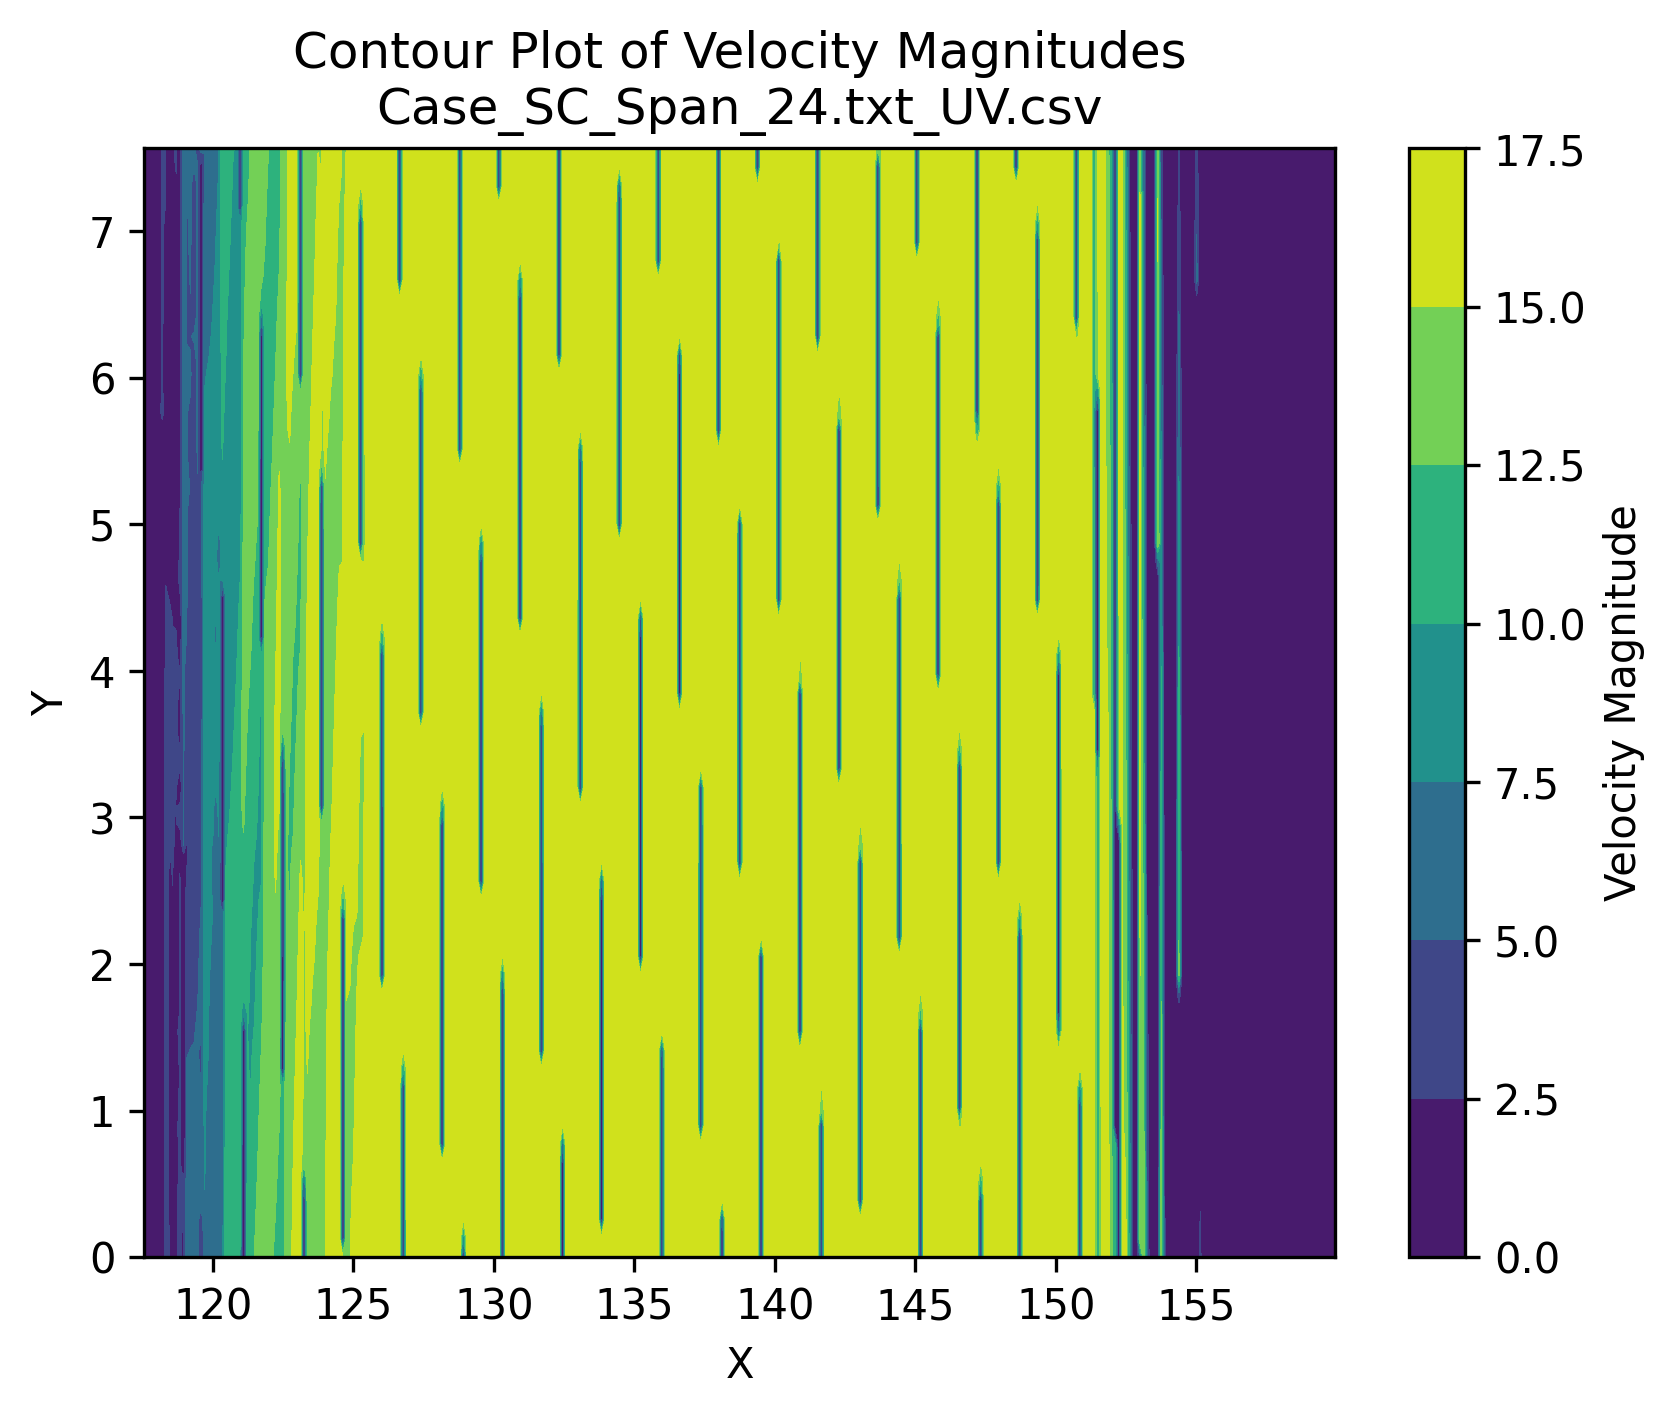 Contour Plot of Velocity Magnitudes
Case_SC_Span_24.txt_UV.csv
Y
7
6
5
4
3
2
1
0
120 125 130 135 140 145 150 155
X
17.5
15.0
12.5
10.0
7.5
5.0
2.5
0.0
Velocity Magnitude